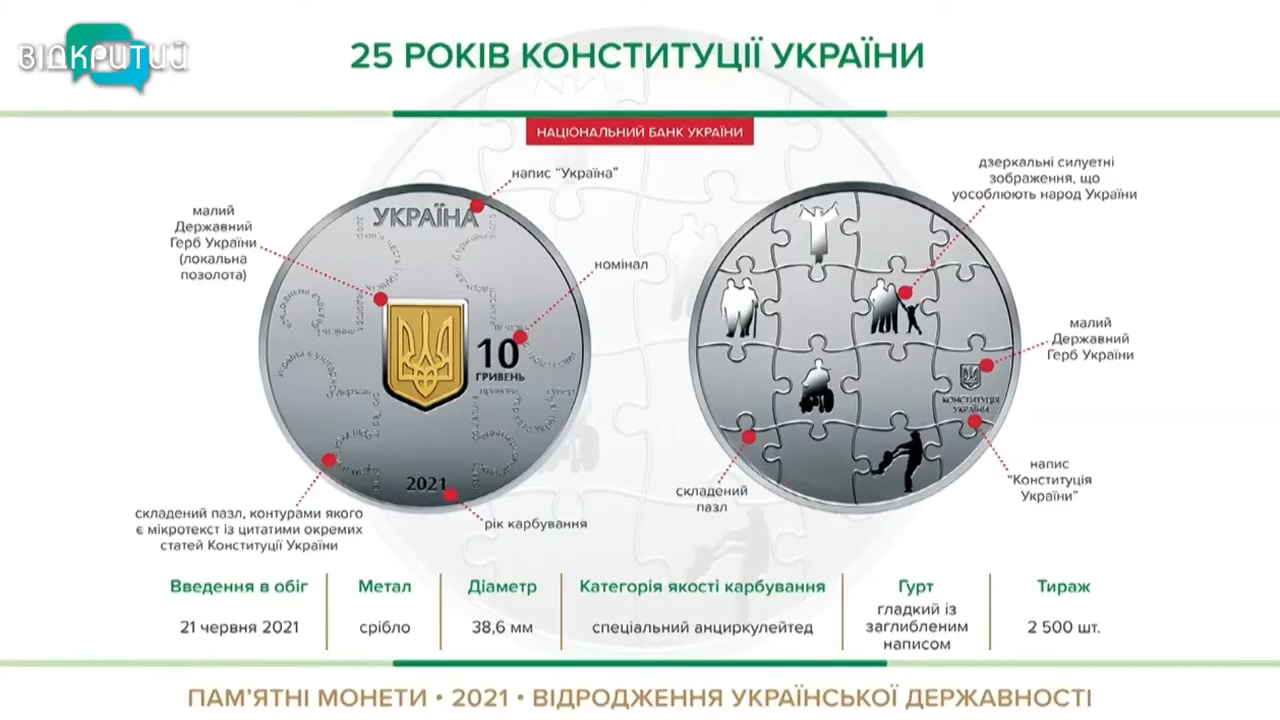 ВІДКРИТИЙ
25 РОКІВ КОНСТИТУЦІЇ УКРАЇНИ
НАЦІОНАЛЬНИЙ БАНК УКРАЇНИ
напис “Україна”
малий
Державний
Герб України
(локальна
позолота)
номінал
УКРАЇНА
10
ГРИВЕНЬ
2021
складений пазл, контурами якого
є мікротекст із цитатими окремих
статей Конституції України
рік карбування
дзеркальні силуетні
зображення, що
уособлюють народ України
малий
Державний
Герб України
КОНСТИТУЦІЯ
УКРАЇНИ
складений
пазл
напис
“Конституція
України”
Введення в обіг
21 червня 2021
Метал
срібло
Діаметр
38,6 мм
Категорія якості карбування
спеціальний анциркулейтед
Гурт
гладкий із
заглибленим
написом
Тираж
2 500 шт.
ПАМ’ЯТНІ МОНЕТИ • 2021 • ВІДРОДЖЕННЯ УКРАЇНСЬКОЇ ДЕРЖАВНОСТІ